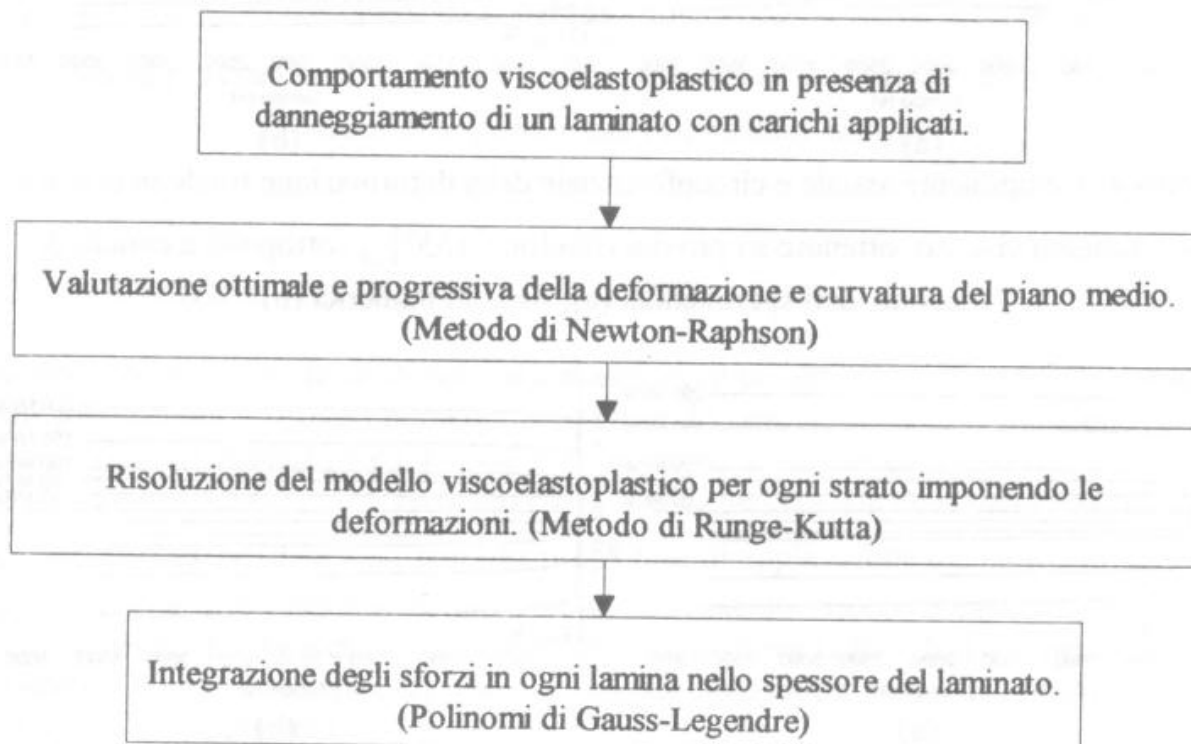 Comportamento viscoelastoplastico in presenza di
danneggiamento di un laminato con carichi applicati.
Valutazione ottimale e progressiva della deformazione e curvatura del piano medio.
(Metodo di Newton-Raphson)
Risoluzione del modello viscoelastoplastico per ogni strato imponendo le
deformazioni. (Metodo di Runge-Kutta)
Integrazione degli sforzi in ogni lamina nello spessore del laminato.
(Polinomi di Gauss-Legendre)